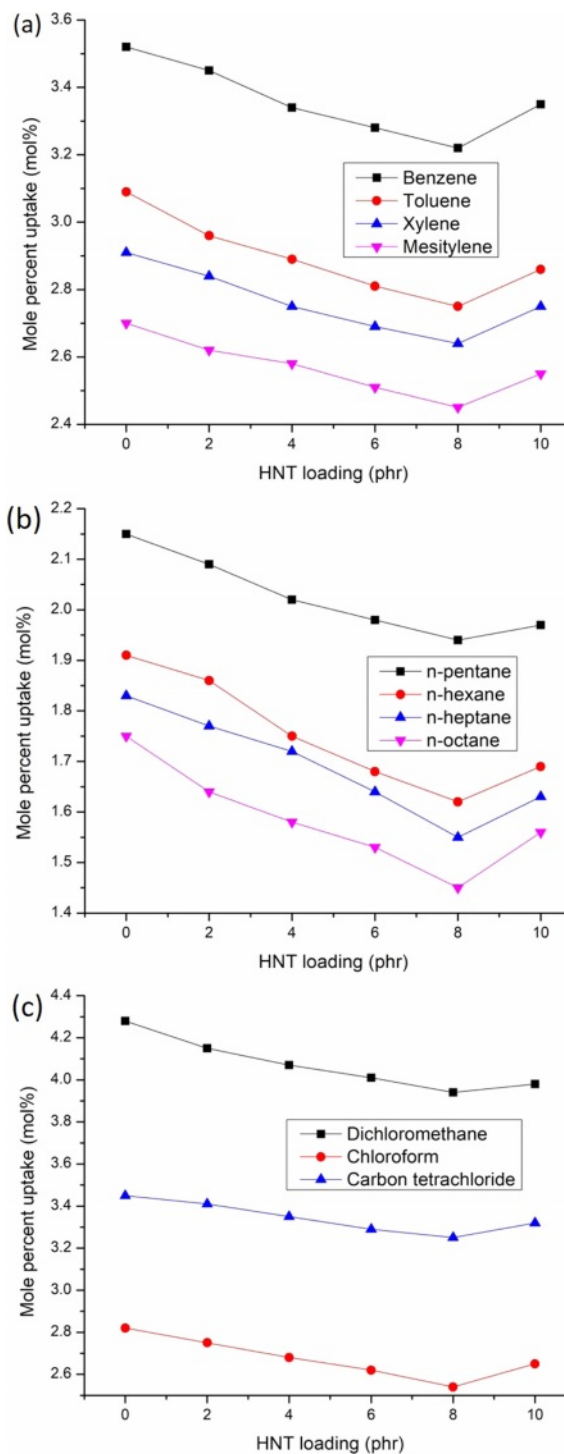 (a)
3.6
3.2
3.0
2.8
2.6
2.4
Mole percent uptake (mol%)
Benzene
Toluene
Xylene
Mesitylene
0 2 4 6 8 10
HNT loading (phr)
(b)
2.2
2.1
2.0
1.9
1.8
1.7
1.6
1.5
1.4
Mole percent uptake (mol%)
n-pentane
n-hexane
n-heptane
n-octane
0 2 4 6 8 10
HNT loading (phr)
(c)
4.4
4.2
4.0
3.8
3.6
3.4
3.2
3.0
2.8
2.6
Mole percent uptake (mol%)
Dichloromethane
Chloroform
Carbon tetrachloride
0 2 4 6 8 10
HNT loading (phr)